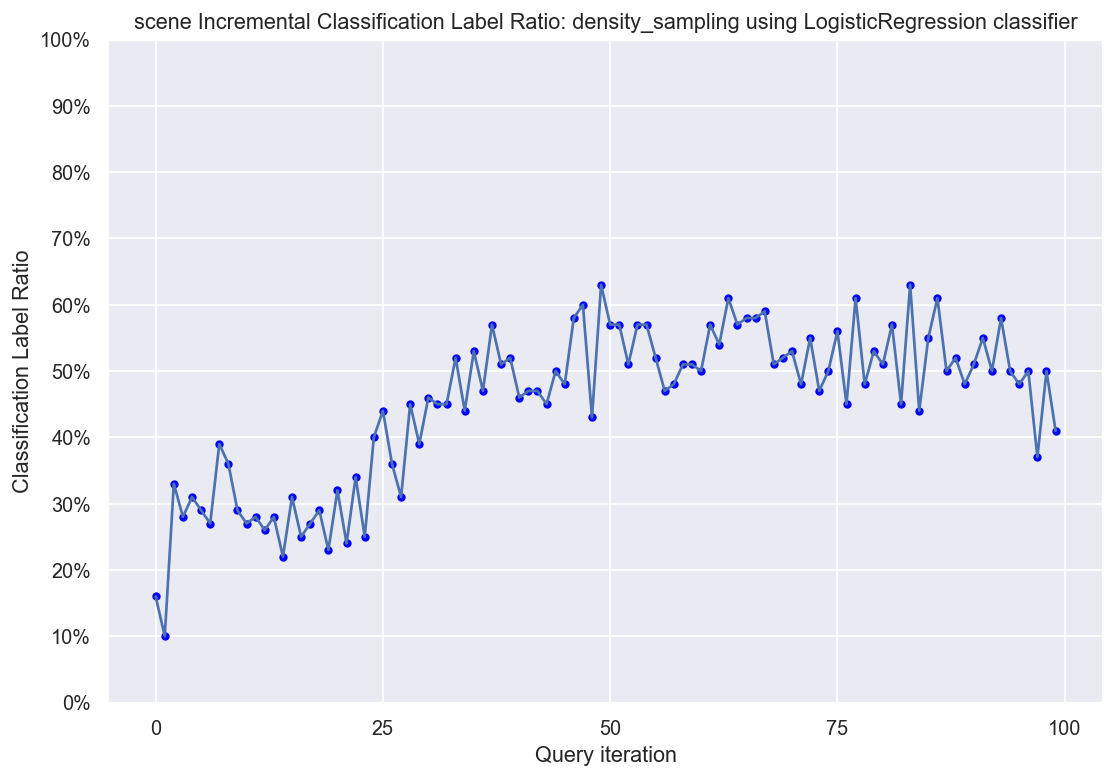 scene Incremental Classification Label Ratio: density_sampling using LogisticRegression classifier
100%
90%
80%
70%
60%
50%
40%
30%
20%
10%
0%
Classification Label Ratio
0 25 50 75 100
Query iteration